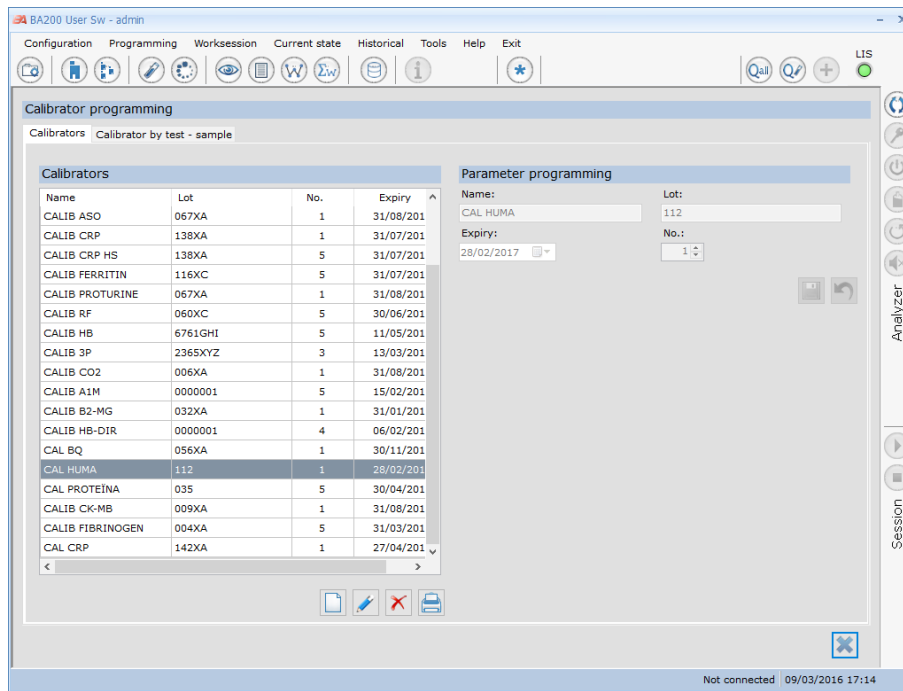 BA200 User Sw - admin
Configuration Programming Worksession Current state Historical Tools Help Exit
Qall Q LIS
W Σw i *
Calibrator programming
Calibrators Calibrator by test - sample
Calibrators
Name Lot No. Expiry
CALIB ASO 067XA 1 31/08/201
CALIB CRP 138XA 1 31/07/201
CALIB CRP HS 138XA 5 31/07/201
CALIB FERRITIN 116XC 5 31/07/201
CALIB PROTURINE 067XA 1 31/08/201
CALIB RF 060XC 5 30/06/201
CALIB HB 6761GHI 5 11/05/201
CALIB 3P 2365XYZ 3 13/03/201
CALIB CO2 006XA 1 31/08/201
CALIB A1M 0000001 5 15/02/201
CALIB B2-MG 032XA 1 31/01/201
CALIB HB-DIR 0000001 4 06/02/201
CAL BQ 056XA 1 30/11/201
CAL HUMA 112 1 28/02/201
CAL PROTEÏNA 035 5 30/04/201
CALIB CK-MB 009XA 1 31/08/201
CALIB FIBRINOGEN 004XA 5 31/03/201
CAL CRP 142XA 1 27/04/201
Parameter programming
Name: Lot:
CAL HUMA 112
Expiry: No.:
28/02/2017 1
Analyzer
Session
Not connected 09/03/2016 17:14